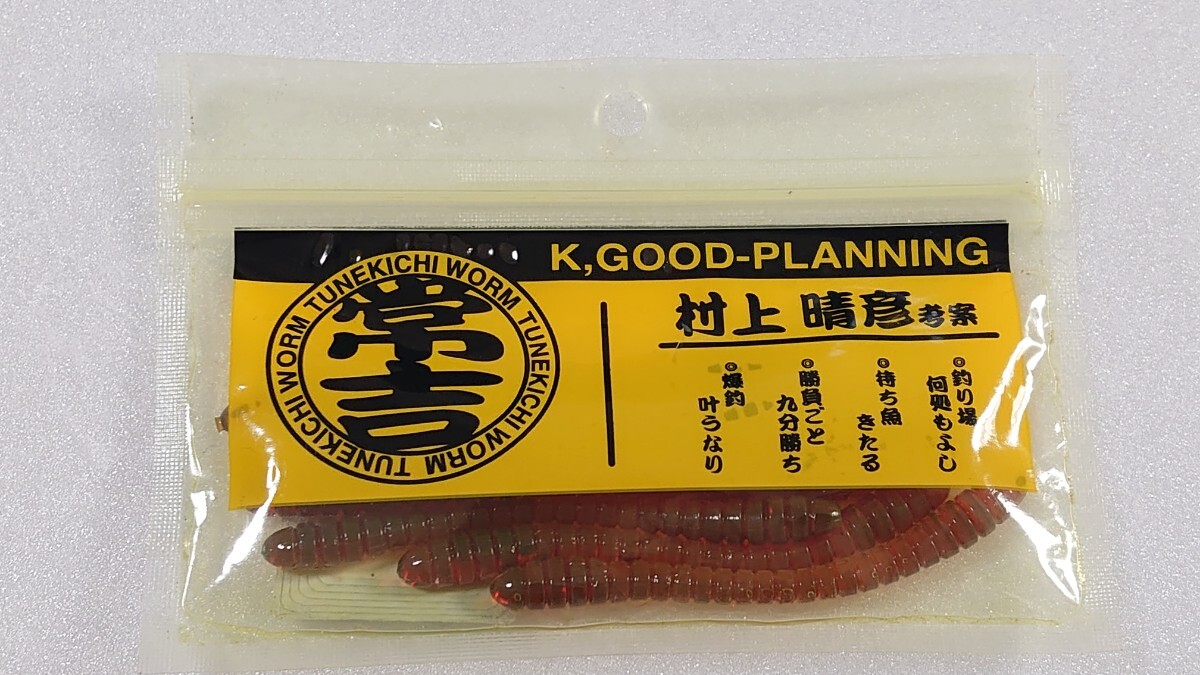 K,GOOD-PLANNING
TUNEKICHI WORM TUNEKICHI WORM TUNEKICHI WORM
常吉
村上 晴彦 考案
◎釣り場
何処もよし
◎待ち魚
きたる
◎勝負ごと
九分勝ち
◎爆釣
叶うなり